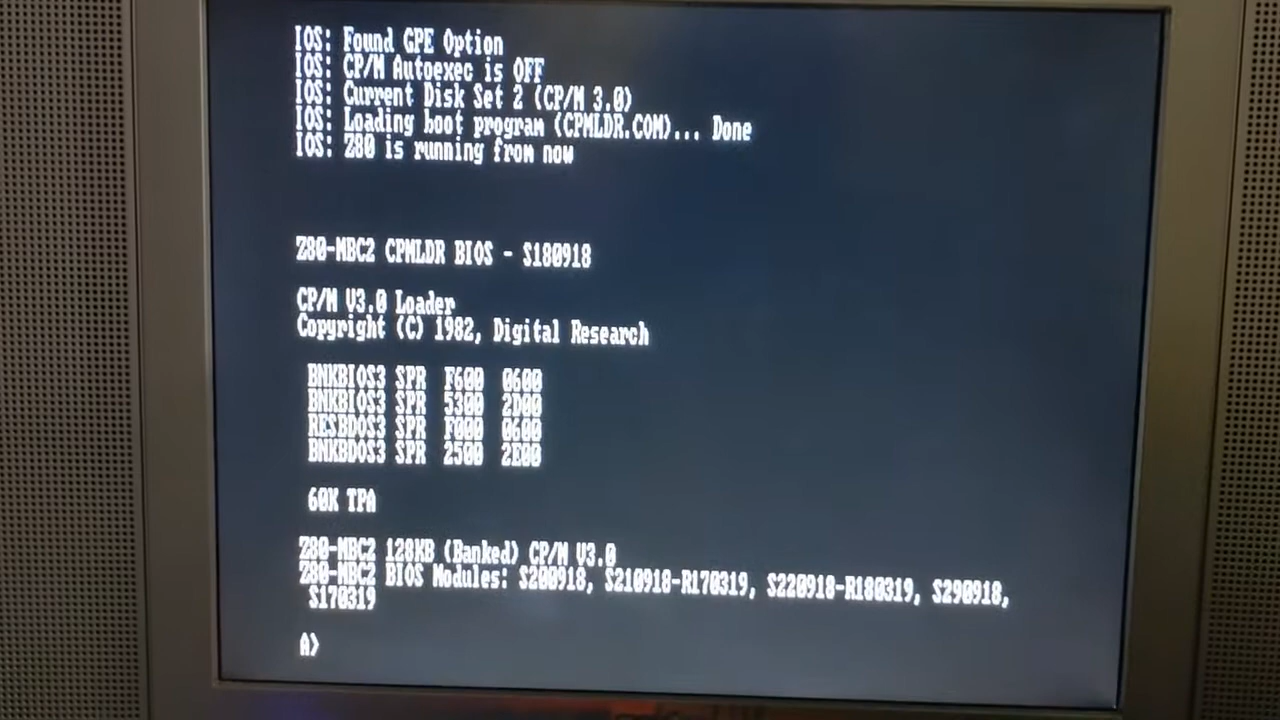 IOS: Found GPE Option
IOS: CP/M Autoexec is OFF
IOS: Current Disk Set 2 (CP/M 3.0)
IOS: Loading boot program (CPMLDR.COM)... Done
IOS: Z80 is running from now
Z80-MBC2 CPMLDR BIOS - S180918
CP/M V3.0 Loader
Copyright (C) 1982, Digital Research
BNKBIOS3 SPR F600 0600
BNKBIOS3 SPR 5300 2D00
RESBDOS3 SPR F000 0600
BNKBDOS3 SPR 2500 2E00
60K TPA
Z80-MBC2 128KB (Banked) CP/M V3.0
Z80-MBC2 BIOS Modules: S200918, S210918-R170319, S220918-R180319, S290918,
S170319
A>